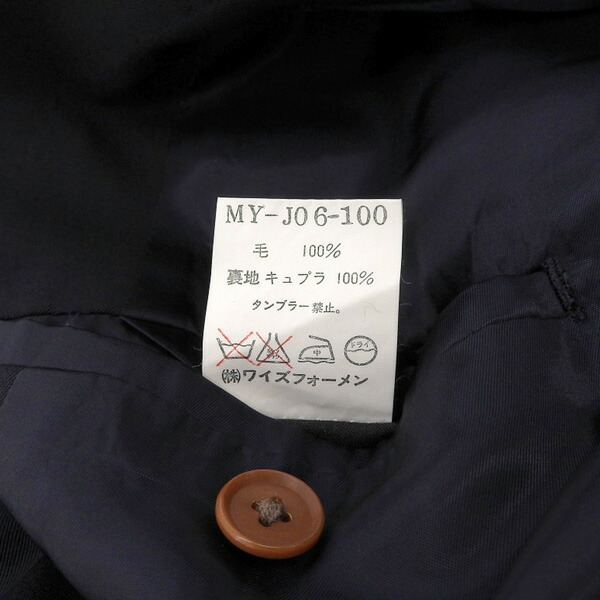 MY-J06-100
毛 100%
裏地 キュプラ 100%
タンブラー禁止。
中 ドライ
㈱ワイズフォーメン